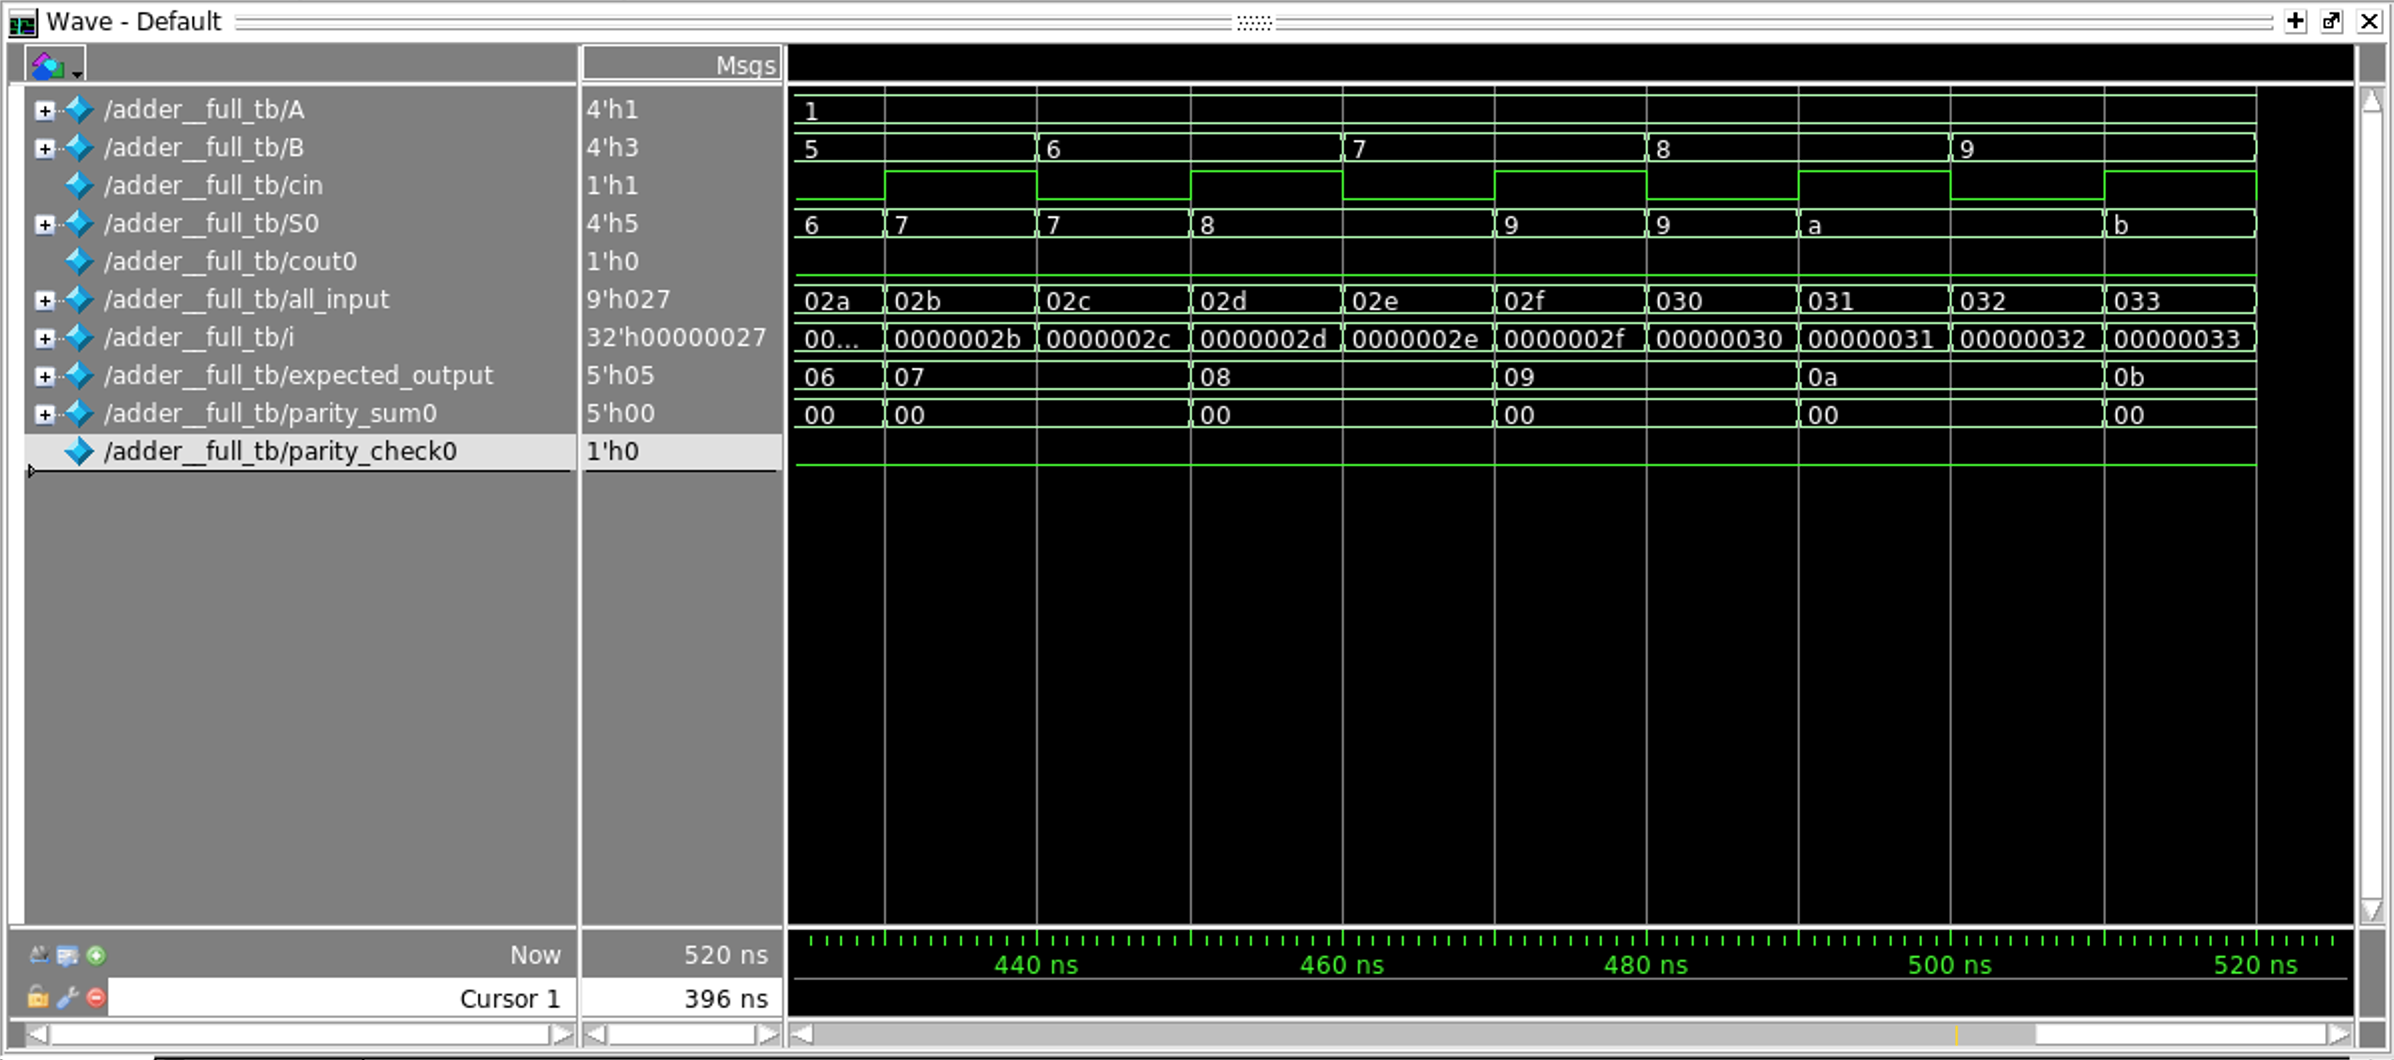 Wave - Default
Msgs
/adder__full_tb/A 4'h1 1
/adder__full_tb/B 4'h3 5 6 7 8 9
/adder__full_tb/cin 1'h1
/adder__full_tb/S0 4'h5 6 7 7 8 9 9 a b
/adder__full_tb/cout0 1'h0
/adder__full_tb/all_input 9'h027 02a 02b 02c 02d 02e 02f 030 031 032 033
/adder__full_tb/i 32'h00000027 00... 0000002b 0000002c 0000002d 0000002e 0000002f 00000030 00000031 00000032 00000033
/adder__full_tb/expected_output 5'h05 06 07 08 09 0a 0b
/adder__full_tb/parity_sum0 5'h00 00 00 00 00 00 00
/adder__full_tb/parity_check0 1'h0
Now 520 ns 440 ns 460 ns 480 ns 500 ns 520 ns
Cursor 1 396 ns